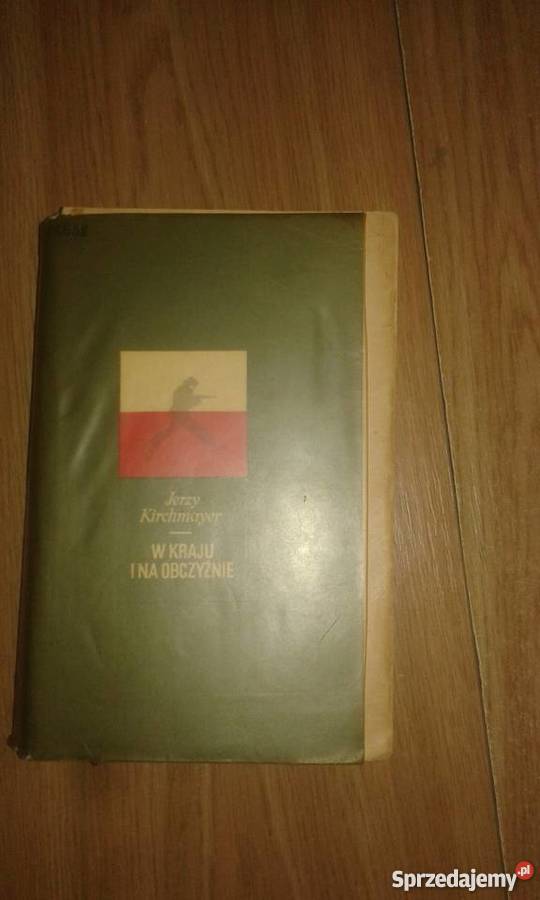 Jerzy
Kirchmayer
W KRAJU
I NA OBCZYŹNIE
Sprzedajemy.pl